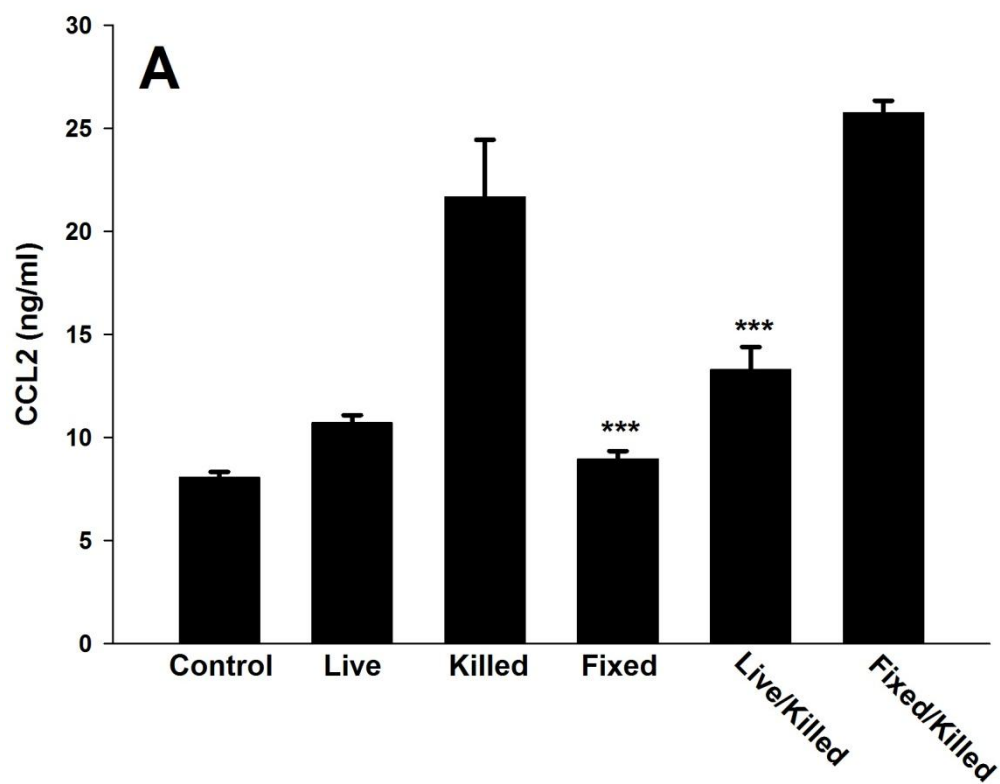 A
CCL2 (ng/ml)
30
25
20
15
10
5
0
***
***
Control
Live
Killed
Fixed
Live/Killed
Fixed/Killed